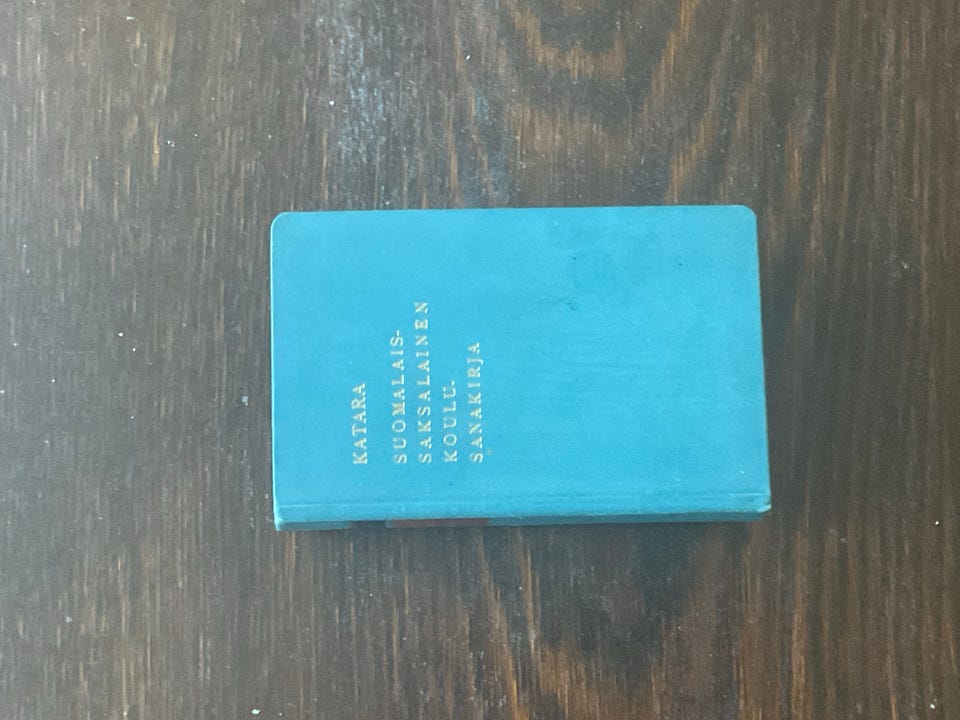 KATARA
SUOMALAIS-
SAKSALAINEN
KOULU-
SANAKIRJA